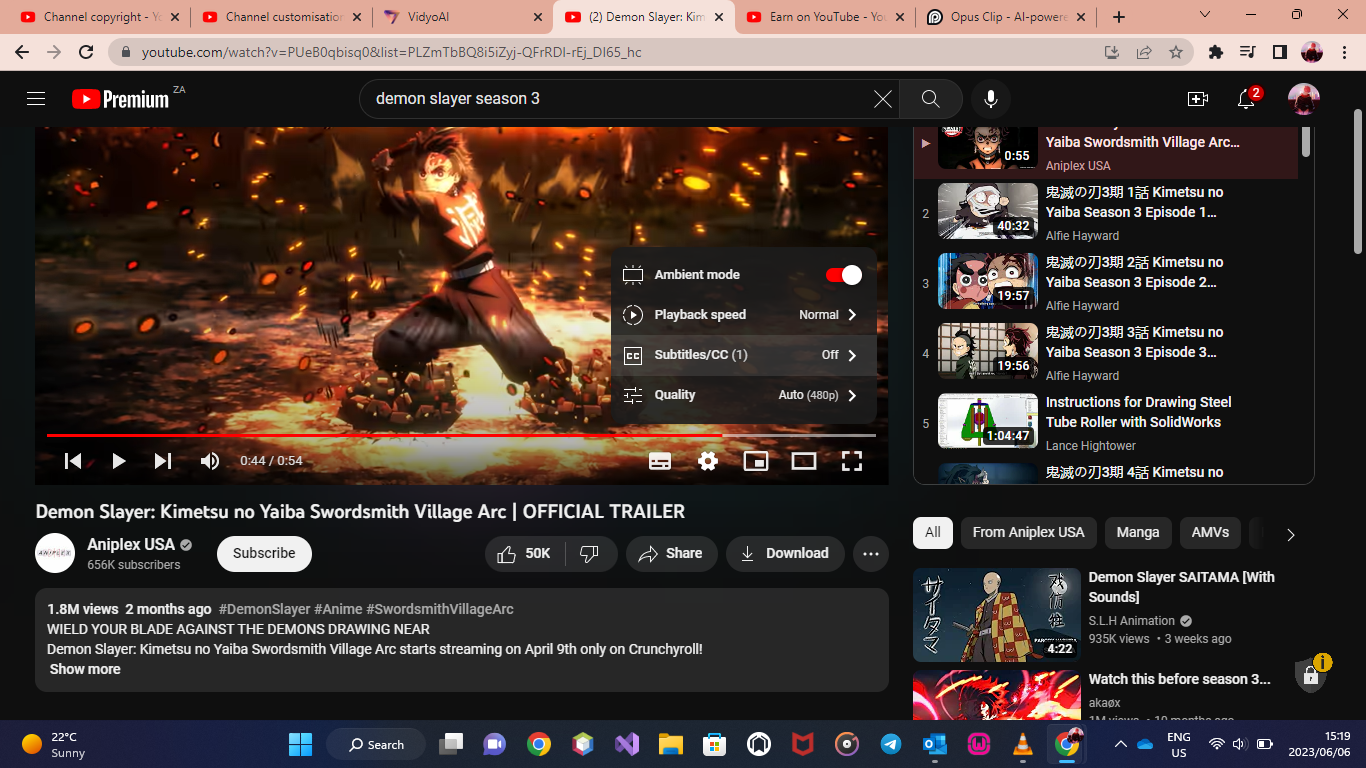 Channel copyright - Yo
Channel customisation
VidyoAI
(2) Demon Slayer: Kim
Earn on YouTube - You
Opus Clip - AI-powere
youtube.com/watch?v=PUeB0qbisq0&list=PLZmTbBQ8i5iZyj-QFrRDI-rEj_DI65_hc
Premium ZA
demon slayer season 3
2
Ambient mode
Playback speed Normal
Subtitles/CC (1) Off
Quality Auto (480p)
0:44 / 0:54
Demon Slayer: Kimetsu no Yaiba Swordsmith Village Arc | OFFICIAL TRAILER
ANIPLEX
Aniplex USA
656K subscribers
Subscribe
50K
Share
Download
1.8M views 2 months ago #DemonSlayer #Anime #SwordsmithVillageArc
WIELD YOUR BLADE AGAINST THE DEMONS DRAWING NEAR
Demon Slayer: Kimetsu no Yaiba Swordsmith Village Arc starts streaming on April 9th only on Crunchyroll!
Show more
0:55
Yaiba Swordsmith Village Arc...
Aniplex USA
2
40:32
鬼滅の刃3期 1話 Kimetsu no
Yaiba Season 3 Episode 1...
Alfie Hayward
3
19:57
鬼滅の刃3期 2話 Kimetsu no
Yaiba Season 3 Episode 2...
Alfie Hayward
4
19:56
鬼滅の刃3期 3話 Kimetsu no
Yaiba Season 3 Episode 3...
Alfie Hayward
5
1:04:47
Instructions for Drawing Steel
Tube Roller with SolidWorks
Lance Hightower
鬼滅の刃3期 4話 Kimetsu no
All
From Aniplex USA
Manga
AMVs
サイタマ
4:22
Demon Slayer SAITAMA [With
Sounds]
S.L.H Animation
935K views • 3 weeks ago
Watch this before season 3...
akaøx
1M views • 10 months ago
22°C
Sunny
Search
ENG
US
15:19
2023/06/06